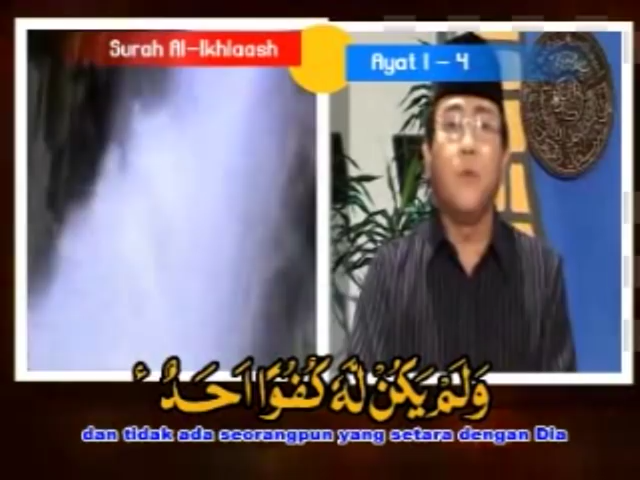 Surah Al-Ikhlaash
Ayat 1 - 4
وَلَمْ يَكُنْ لَّهٗ كُفُوًا اَحَدٌ
dan tidak ada seorangpun yang setara dengan Dia